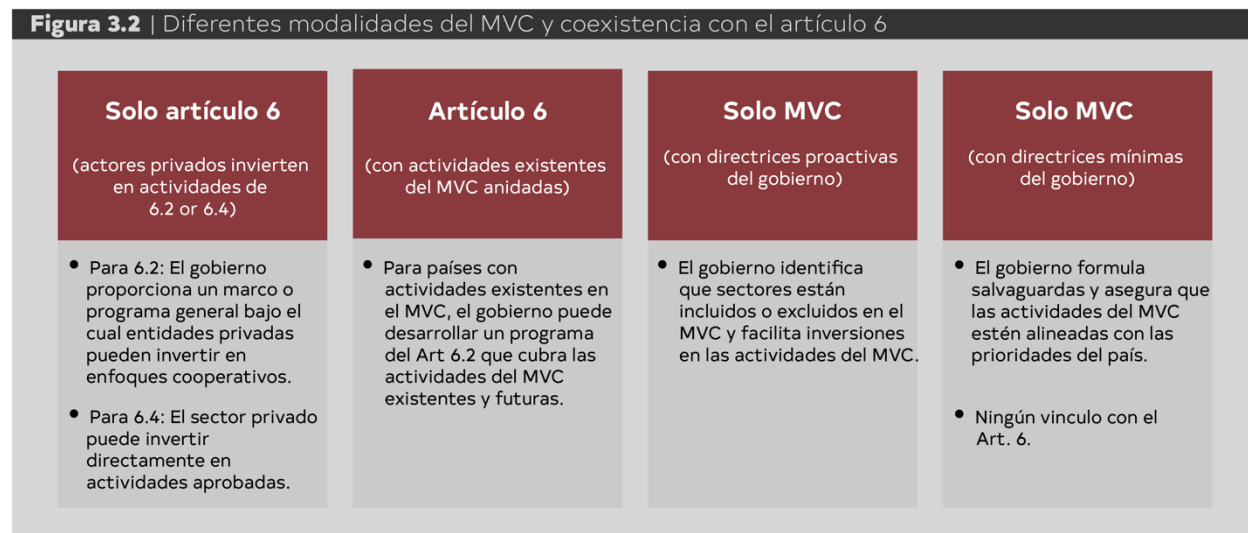 Figura 3.2 | Diferentes modalidades del MVC y coexistencia con el artículo 6
Solo artículo 6
(actores privados invierten
en actividades de
6.2 or 6.4)
• Para 6.2: El gobierno
proporciona un marco o
programa general bajo el
cual entidades privadas
pueden invertir en
enfoques cooperativos.
• Para 6.4: El sector privado
puede invertir
directamente en
actividades aprobadas.
Artículo 6
(con actividades existentes
del MVC anidadas)
• Para países con
actividades existentes en
el MVC, el gobierno puede
desarrollar un programa
del Art 6.2 que cubra las
actividades del MVC
existentes y futuras.
Solo MVC
(con directrices proactivas
del gobierno)
• El gobierno identifica
que sectores están
incluidos o excluidos en el
MVC y facilita inversiones
en las actividades del MVC.
Solo MVC
(con directrices mínimas
del gobierno)
• El gobierno formula
salvaguardas y asegura que
las actividades del MVC
estén alineadas con las
prioridades del país.
• Ningún vinculo con el
Art. 6.